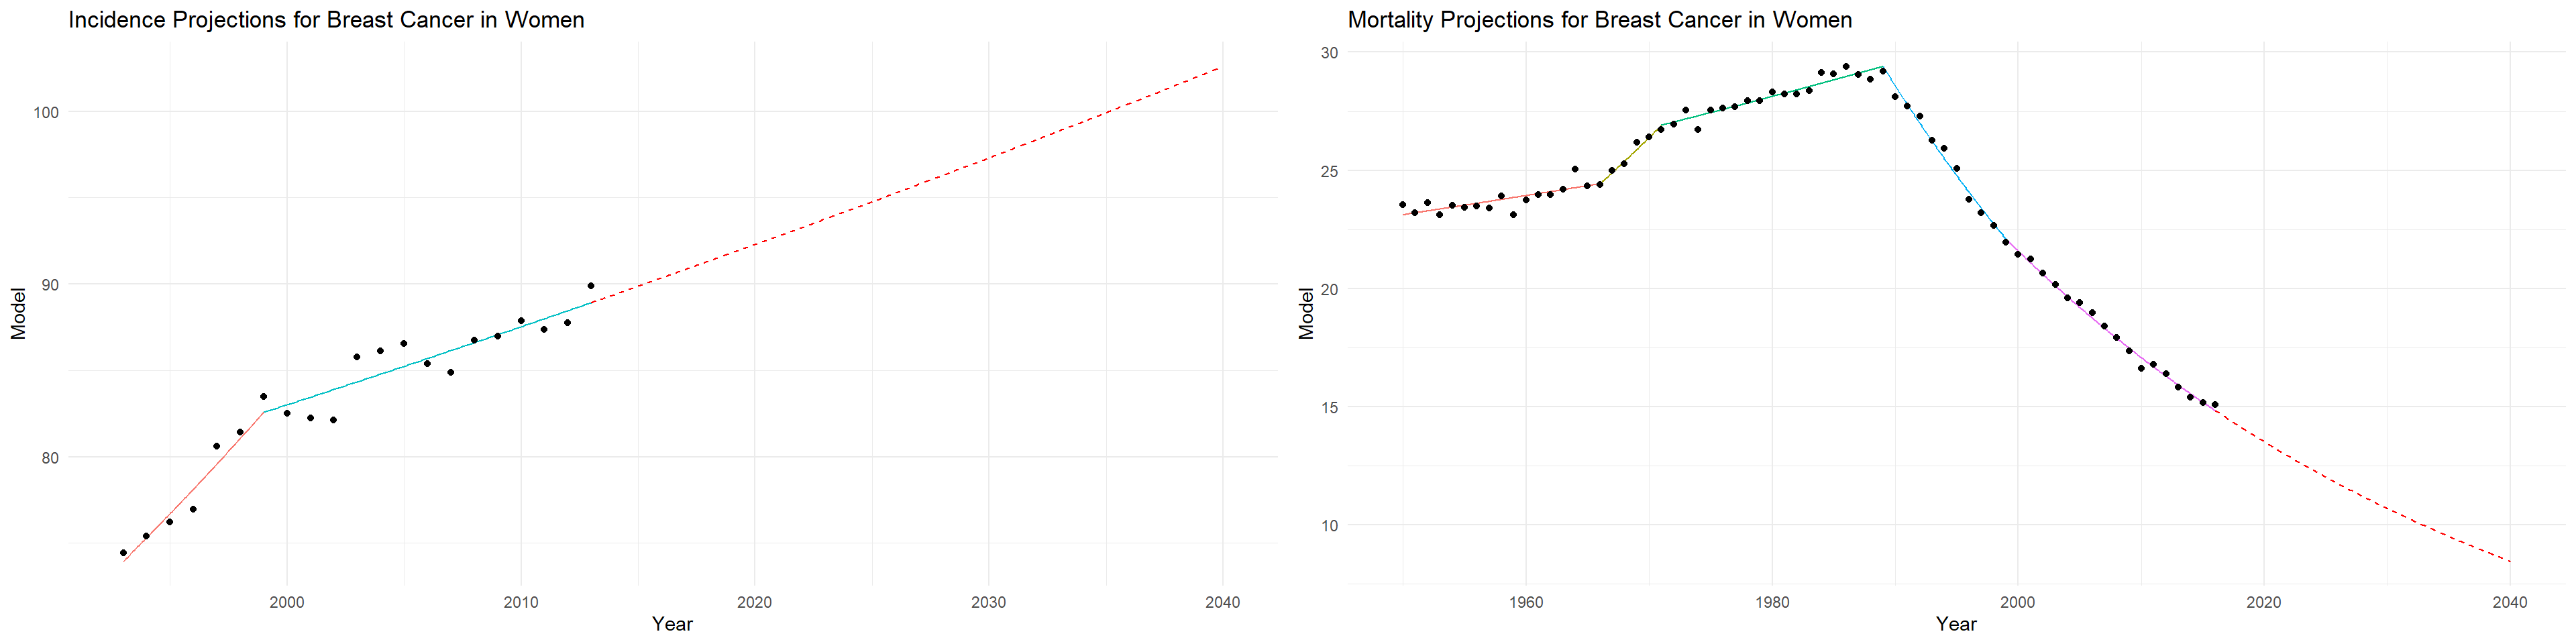 Incidence Projections for Breast Cancer in Women
100
90
80
Model
2000 2010 2020 2030 2040
Year
Mortality Projections for Breast Cancer in Women
30
25
20
15
10
Model
1960 1980 2000 2020 2040
Year